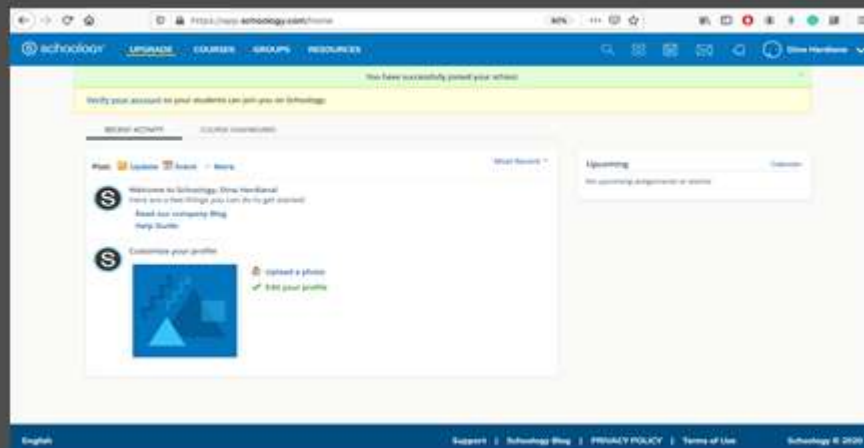 https://app.schoology.com/home
80%
schoology UPGRADE COURSES GROUPS RESOURCES
You have successfully joined your school.
Verify your account so your students can join you on Schoology.
RECENT ACTIVITY COURSE DASHBOARD
Post: Update Event More
Most Recent
Upcoming
Calendar
No upcoming assignments or events
Welcome to Schoology, Dina Herdiana!
Here are a few things you can do to get started:
Read our company Blog
Help Guide
Customize your profile
Upload a photo
Edit your profile
English
Support | Schoology Blog | PRIVACY POLICY | Terms of Use
Schoology © 2020